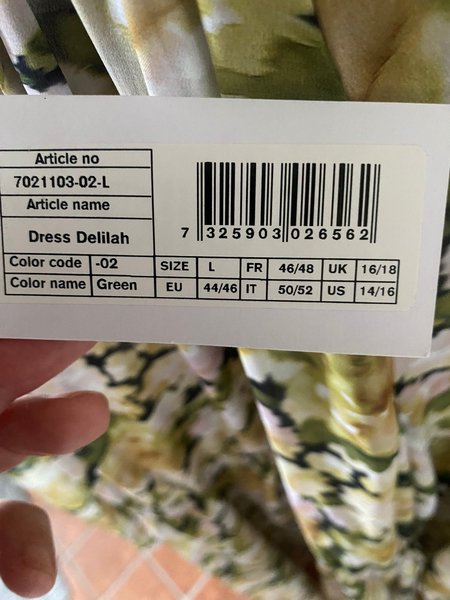 Article no
7021103-02-L
Article name
Dress Delilah
Color code -02
Color name Green
7 325903 026562
SIZE L FR 46/48 UK 16/18
EU 44/46 IT 50/52 US 14/16